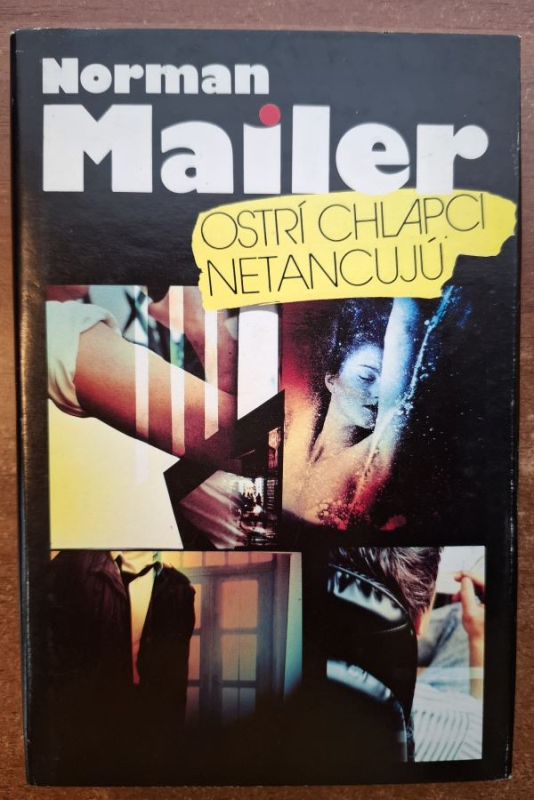 Norman
Mailer
OSTRÍ CHLAPCI
NETANCUJÚ